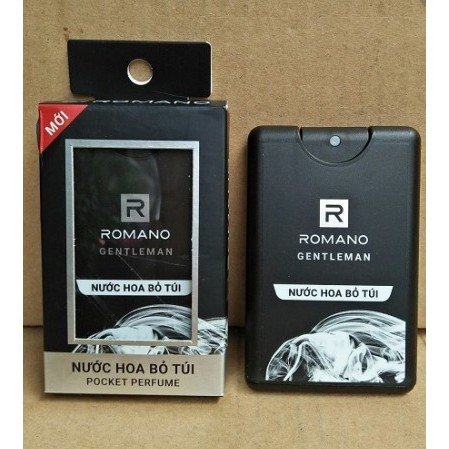 ROMANO
MỚI
R
ROMANO
GENTLEMAN
NƯỚC HOA BỎ TÚI
NƯỚC HOA BỎ TÚI
POCKET PERFUME
R
ROMANO
GENTLEMAN
NƯỚC HOA BỎ TÚI